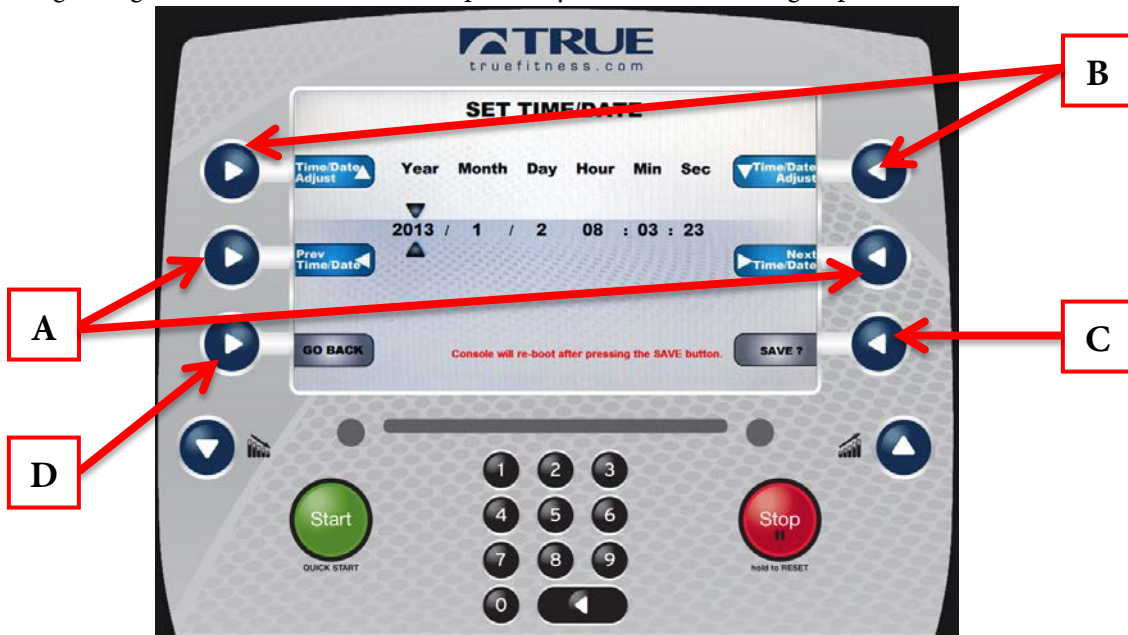 TRUE
truefitness.com
B
SET TIME/DATE
Time/Date
Adjust
Year Month Day Hour Min Sec
Time/Date
Adjust
2013 / 1 / 2 08 : 03 : 23
Prev
Time/Date
Next
Time/Date
A
GO BACK
Console will re-boot after pressing the SAVE button.
SAVE ?
C
D
1 2 3
Start
4 5 6
Stop
QUICK START
7 8 9
hold to RESET
0